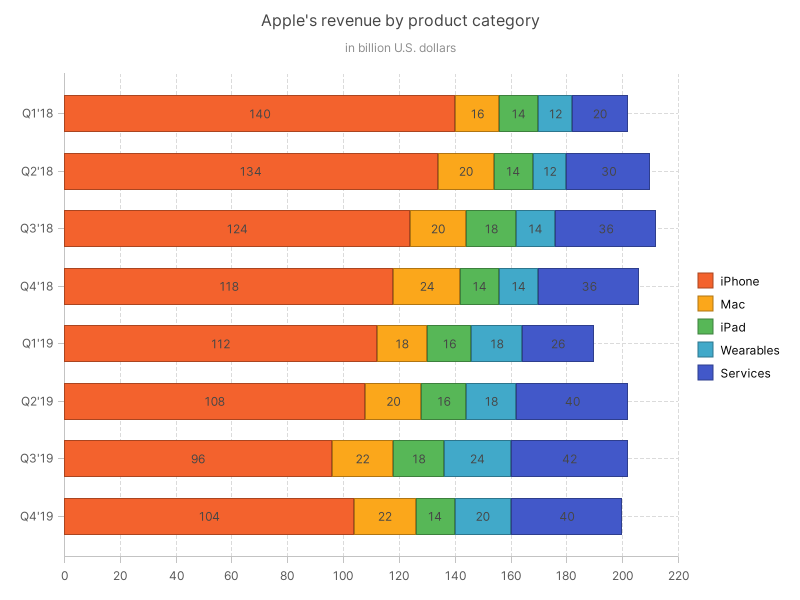 Apple's revenue by product category
in billion U.S. dollars
Q1'18 140 16 14 12 20
Q2'18 134 20 14 12 30
Q3'18 124 20 18 14 36
Q4'18 118 24 14 14 36
Q1'19 112 18 16 18 26
Q2'19 108 20 16 18 40
Q3'19 96 22 18 24 42
Q4'19 104 22 14 20 40
0 20 40 60 80 100 120 140 160 180 200 220
iPhone
Mac
iPad
Wearables
Services